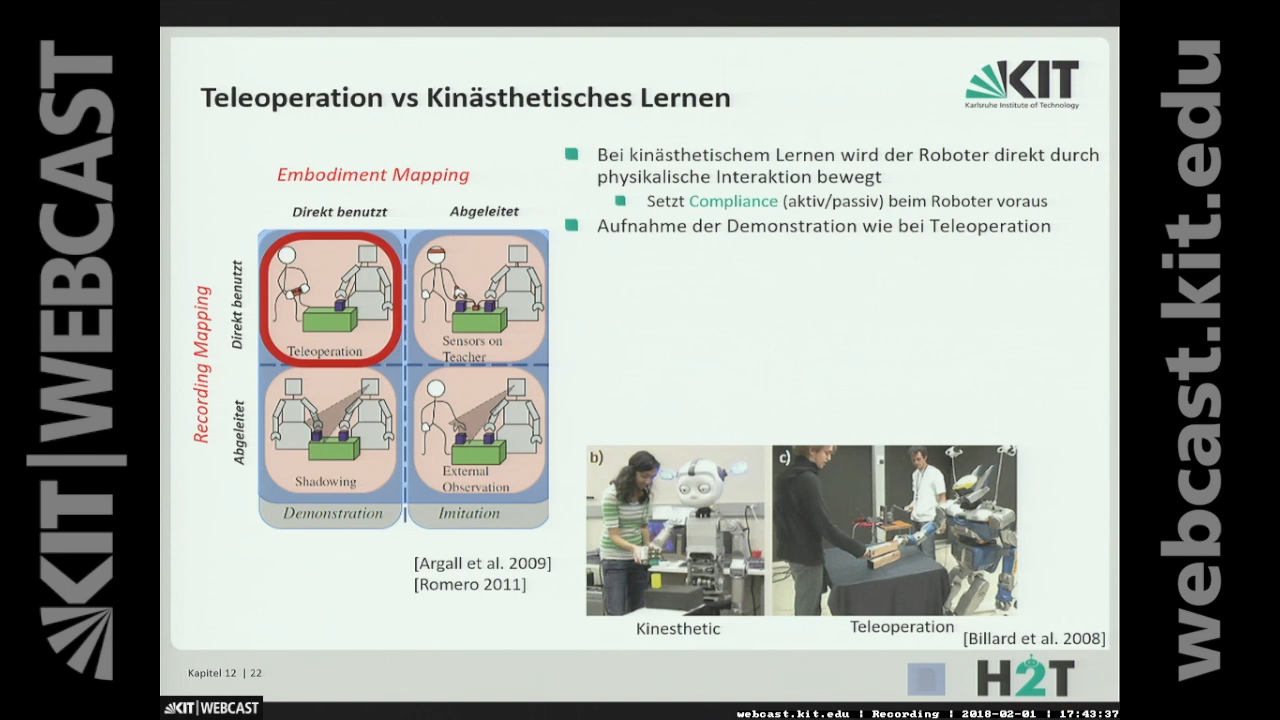 KIT|WEBCAST
webcast.kit.edu
Teleoperation vs Kinästhetisches Lernen
KIT
Karlsruhe Institute of Technology
Embodiment Mapping
Direkt benutzt
Abgeleitet
Recording Mapping
Direkt benutzt
Abgeleitet
Teleoperation
Sensors on
Teacher
Shadowing
External
Observation
Demonstration
Imitation
[Argall et al. 2009]
[Romero 2011]
Bei kinästhetischem Lernen wird der Roboter direkt durch
physikalische Interaktion bewegt
Setzt Compliance (aktiv/passiv) beim Roboter voraus
Aufnahme der Demonstration wie bei Teleoperation
b)
c)
Kinesthetic
Teleoperation
[Billard et al. 2008]
Kapitel 12 | 22
H2T
KIT|WEBCAST
webcast.kit.edu | Recording | 2018-02-01 | 17:43:37